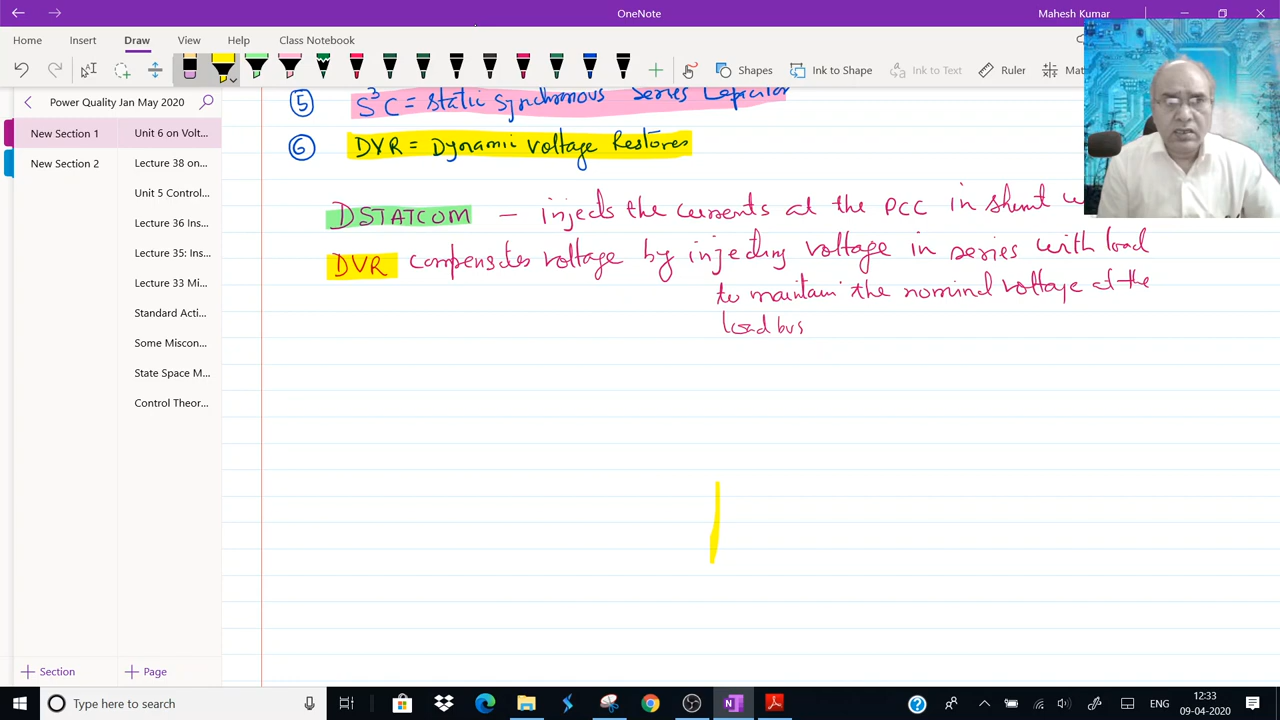 OneNote
Mahesh Kumar
Home Insert Draw View Help Class Notebook
Shapes Ink to Shape Ink to Text Ruler Mat
Power Quality Jan May 2020
New Section 1
New Section 2
Unit 6 on Volt...
Lecture 38 on...
Unit 5 Control...
Lecture 36 Ins...
Lecture 35: Ins...
Lecture 33 Mi...
Standard Acti...
Some Miscon...
State Space M...
Control Theor...
Section
Page
5 S³C = Static Synchronous Series
6 DVR = Dynamic Voltage Restores
DSTATCOM — injects the currents at the PCC in shunt
DVR compensates voltage by injecting voltage in series with load
to maintain the nominal voltage at the
load bus
Type here to search
ENG
12:33
09-04-2020